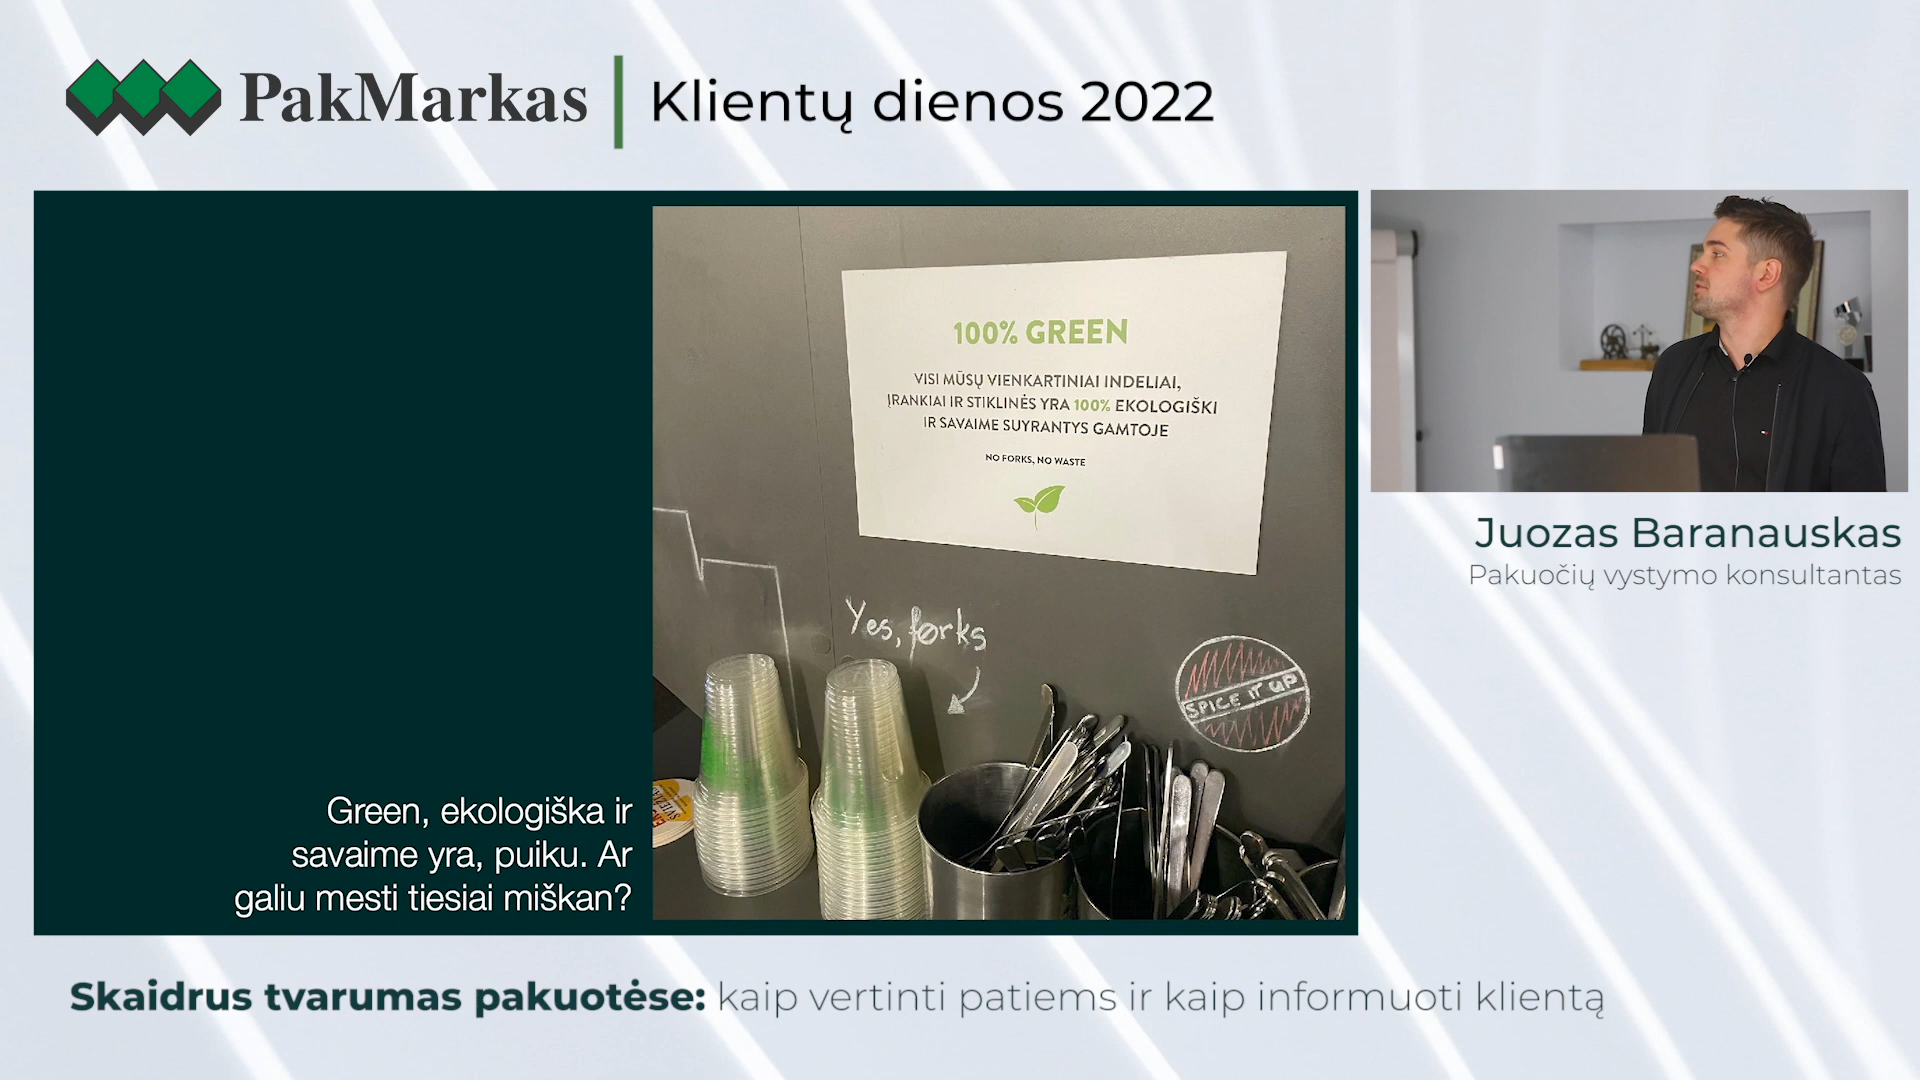 PakMarkas
Klientų dienos 2022
100% GREEN
VISI MŪSŲ VIENKARTINIAI INDELIAI,
ĮRANKIAI IR STIKLINĖS YRA 100% EKOLOGIŠKI
IR SAVAIME SUYRANTYS GAMTOJE
NO FORKS, NO WASTE
Yes, forks
SPICE IT UP
Green, ekologiška ir
savaime yra, puiku. Ar
galiu mesti tiesiai miškan?
Juozas Baranauskas
Pakuočių vystymo konsultantas
Skaidrus tvarumas pakuotėse: kaip vertinti patiems ir kaip informuoti klientą